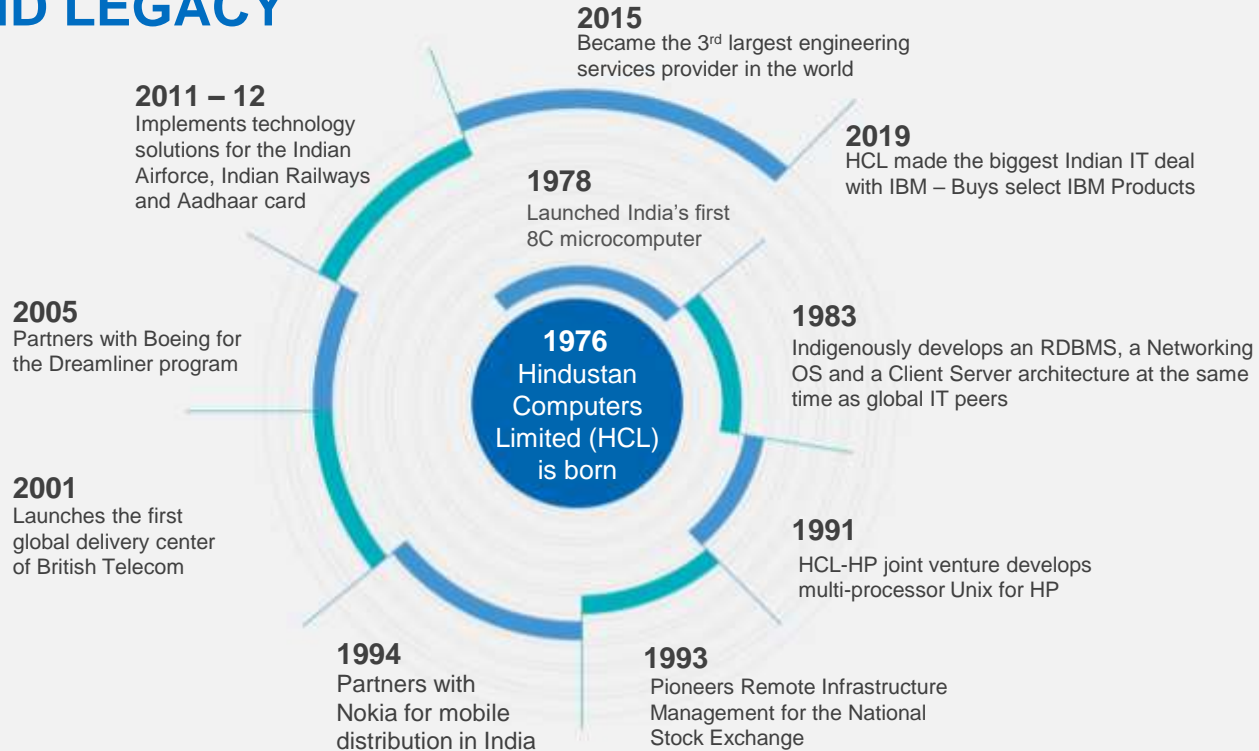 LEGACY
1976
Hindustan
Computers
Limited (HCL)
is born
1978
Launched India’s first
8C microcomputer
1983
Indigenously develops an RDBMS, a Networking
OS and a Client Server architecture at the same
time as global IT peers
1991
HCL-HP joint venture develops
multi-processor Unix for HP
1993
Pioneers Remote Infrastructure
Management for the National
Stock Exchange
1994
Partners with
Nokia for mobile
distribution in India
2001
Launches the first
global delivery center
of British Telecom
2005
Partners with Boeing for
the Dreamliner program
2011 – 12
Implements technology
solutions for the Indian
Airforce, Indian Railways
and Aadhaar card
2015
Became the 3rd largest engineering
services provider in the world
2019
HCL made the biggest Indian IT deal
with IBM – Buys select IBM Products